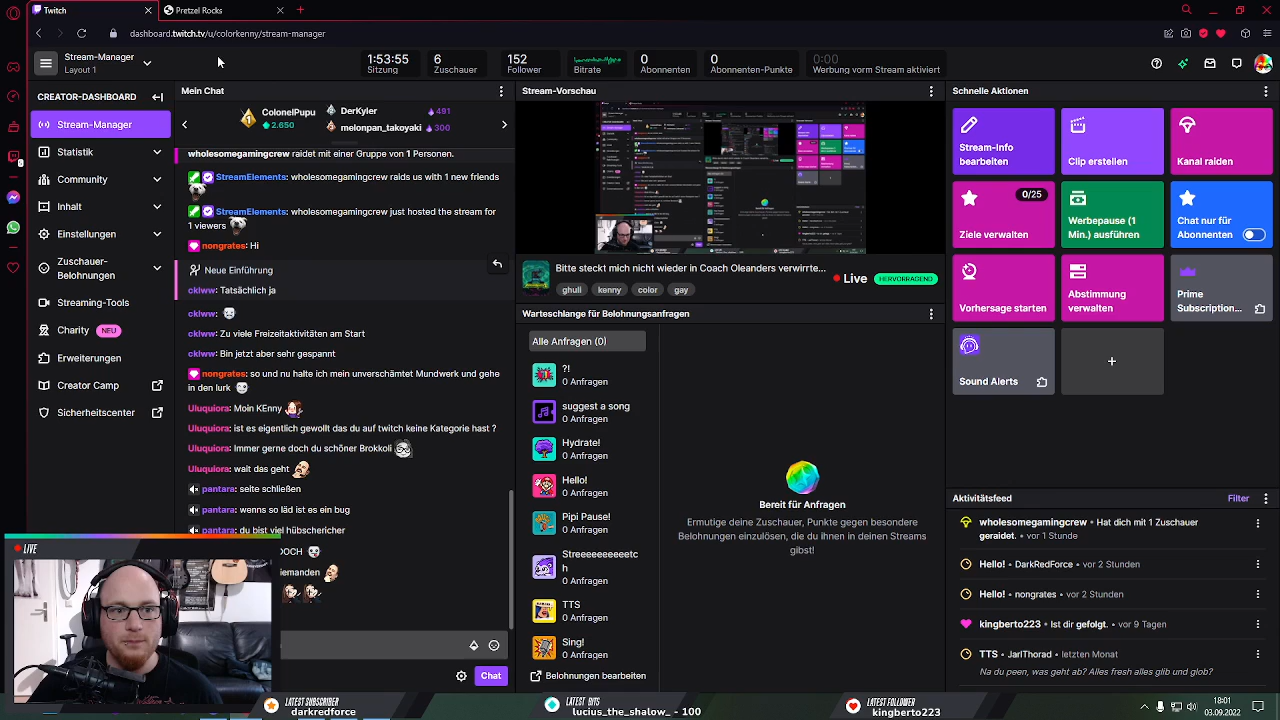 Twitch
Pretzel Rocks
dashboard.twitch.tv/u/colorkenny/stream-manager
Stream-Manager
Layout 1
1:53:55
Sitzung
6
Zuschauer
152
Follower
Bitrate
0
Abonnenten
0
Abonnenten-Punkte
0:00
Werbung vorm Stream aktiviert
CREATOR-DASHBOARD
Stream-Manager
Statistik
Community
Inhalt
Einstellungen
Zuschauer-
Belohnungen
Streaming-Tools
Charity NEU
Erweiterungen
Creator Camp
Sicherheitscenter
Mein Chat
1 ColonelPupu
2.650
DerKyler 491
melompan_takoyaki 300
wholesomegamingcrew raidet mit einer Gruppe von 1 Personen.
StreamElements: wholesomegamingcrew raids us with 1 raw friends
StreamElements: wholesomegamingcrew just raided the stream for
1 viewers
nongrates: Hi
Neue Einführung
cklww: Tatsächlich ja
cklww:
cklww: Zu viele Freizeitaktivitäten am Start
cklww: Bin jetzt aber sehr gespannt
nongrates: so und nu halte ich mein unverschämtet Mundwerk und gehe
in den lurk
Uluquiora: Moin KEnny
Uluquiora: ist es eigentlich gewollt das du auf twitch keine Kategorie hast ?
Uluquiora: Immer gerne doch du schöner Brokkoli
Uluquiora: wait das geht
pantara: seite schließen
pantara: wenns so läd ist es ein bug
pantara: du bist viel hübschericher
DOCH
iemanden
Chat
Stream-Vorschau
Bitte steckt mich nicht wieder in Coach Oleanders verwirrte...
ghuli kenny color gay
Live
HERVORRAGEND
Warteschlange für Belohnungsanfragen
Alle Anfragen (0)
?!
0 Anfragen
suggest a song
0 Anfragen
Hydrate!
0 Anfragen
Hello!
0 Anfragen
Pipi Pause!
0 Anfragen
Streeeeeeeeeetc
h
0 Anfragen
TTS
0 Anfragen
Sing!
0 Anfragen
Belohnungen bearbeiten
Bereit für Anfragen
Ermutige deine Zuschauer, Punkte gegen besondere
Belohnungen einzulösen, die du ihnen in deinen Streams
gibst!
Schnelle Aktionen
Stream-Info
bearbeiten
Clip erstellen
Kanal raiden
0/25
Ziele verwalten
Werbepause (1
Min.) ausführen
Chat nur für
Abonnenten
Vorhersage starten
Abstimmung
verwalten
Prime
Subscription...
Sound Alerts
+
Aktivitätsfeed
Filter
wholesomegamingcrew • Hat dich mit 1 Zuschauer
geraidet. • vor 1 Stunde
Hello! • DarkRedForce • vor 2 Stunden
Hello! • nongrates • vor 2 Stunden
kingberto223 • Ist dir gefolgt. • vor 9 Tagen
TTS • JarlThorad • letzten Monat
Na du peen, was geht ab? Alles fresh alles glib und glob?
LIVE
LATEST SUBSCRIBER
darkredforce
LATEST BITS
lucius_the_shadow_ - 100
LATEST FOLLOWER
kingberto223
18:01
03.09.2022